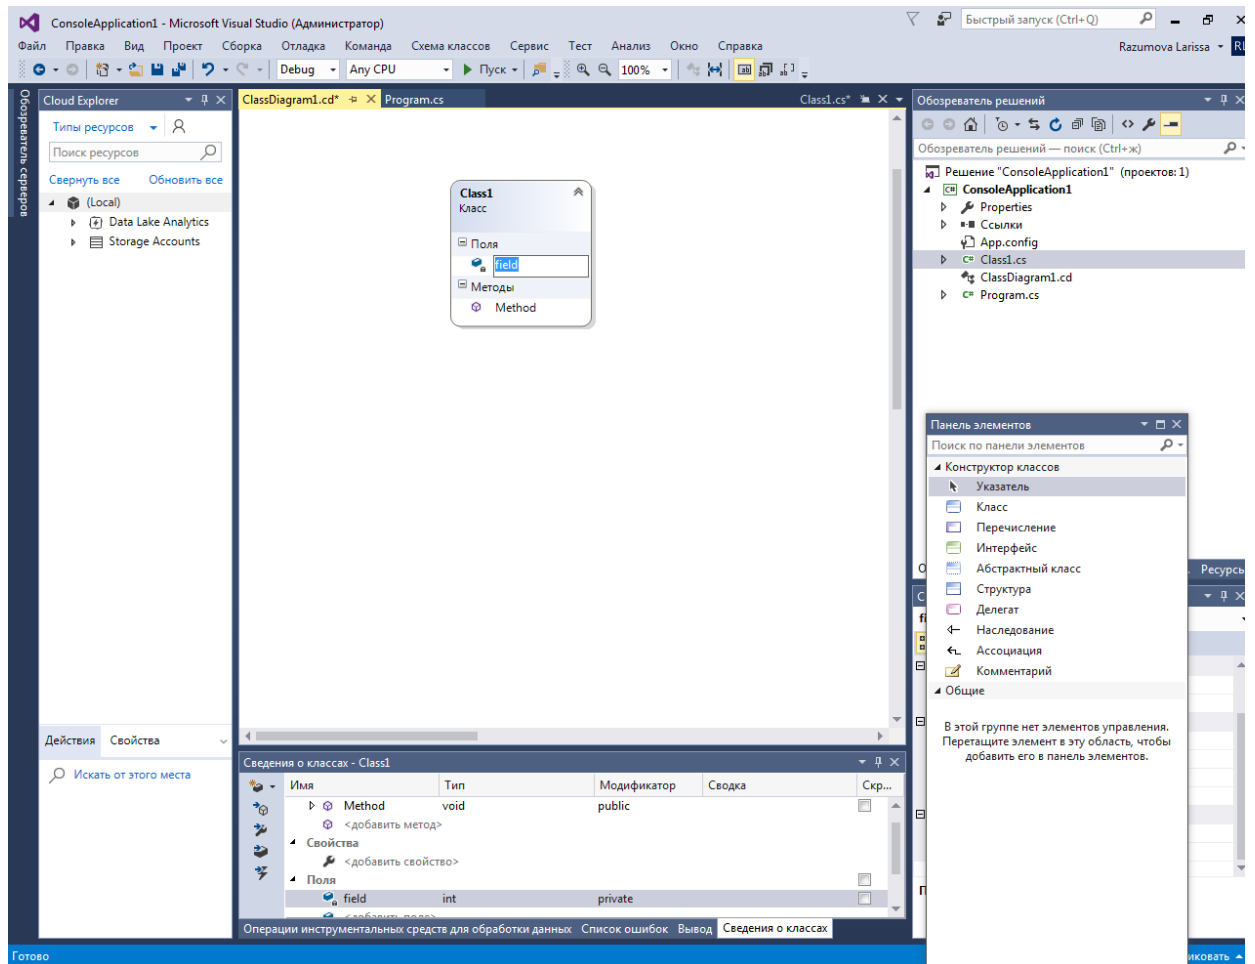 ConsoleApplication1 - Microsoft Visual Studio (Администратор)
Быстрый запуск (Ctrl+Q)
Файл Правка Вид Проект Сборка Отладка Команда Схема классов Сервис Тест Анализ Окно Справка
Razumova Larissa
RL
Debug Any CPU Пуск 100%
Обозреватель серверов
Cloud Explorer
Типы ресурсов
Поиск ресурсов
Свернуть все Обновить все
(Local)
Data Lake Analytics
Storage Accounts
Действия Свойства
Искать от этого места
ClassDiagram1.cd* Program.cs Class1.cs*
Class1
Класс
Поля
field
Методы
Method
Обозреватель решений
Обозреватель решений — поиск (Ctrl+ж)
Решение "ConsoleApplication1" (проектов: 1)
ConsoleApplication1
Properties
Ссылки
App.config
Class1.cs
ClassDiagram1.cd
Program.cs
Панель элементов
Поиск по панели элементов
Конструктор классов
Указатель
Класс
Перечисление
Интерфейс
Абстрактный класс
Структура
Делегат
Наследование
Ассоциация
Комментарий
Общие
В этой группе нет элементов управления.
Перетащите элемент в эту область, чтобы
добавить его в панель элементов.
Ресурсы
Сведения о классах - Class1
Имя Тип Модификатор Сводка Скр...
Method void public
<добавить метод>
Свойства
<добавить свойство>
Поля
field int private
<добавить поле>
Операции инструментальных средств для обработки данных Список ошибок Вывод Сведения о классах
Готово